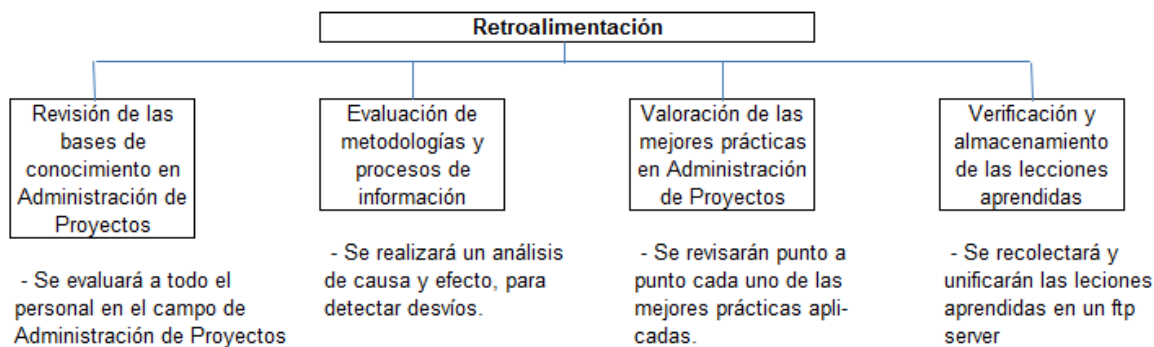 Retroalimentación
Revisión de las
bases de
conocimiento en
Administración de
Proyectos
- Se evaluará a todo el
personal en el campo de
Administración de Proyectos
Evaluación de
metodologías y
procesos de
información
- Se realizará un análisis
de causa y efecto, para
detectar desvíos.
Valoración de las
mejores prácticas
en Administración
de Proyectos
- Se revisarán punto a
punto cada uno de las
mejores prácticas apli-
cadas.
Verificación y
almacenamiento
de las lecciones
aprendidas
- Se recolectará y
unificarán las leciones
aprendidas en un ftp
server